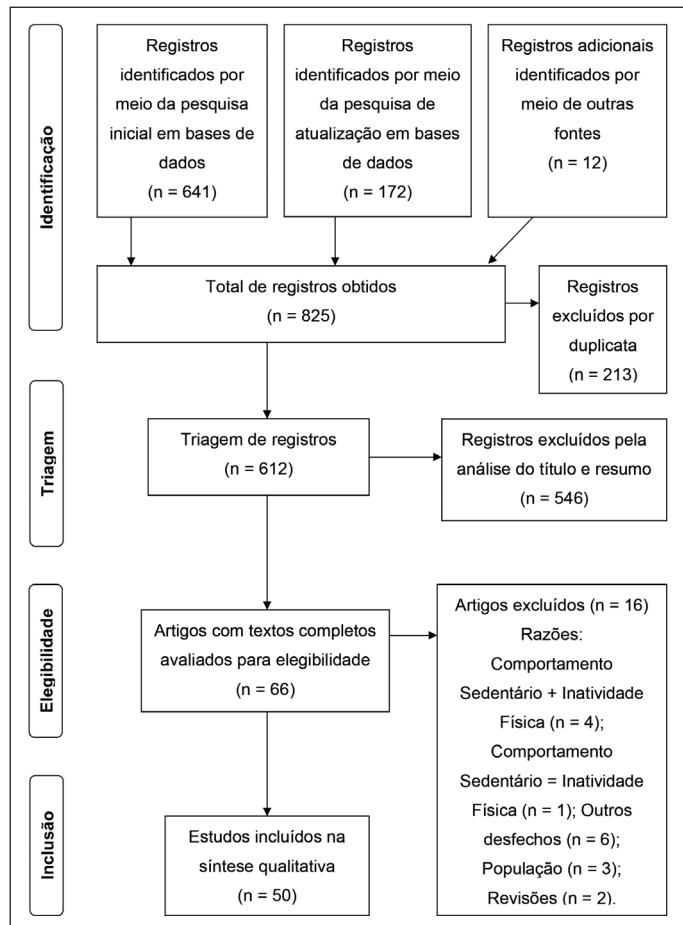 Identificação
Registros
identificados por
meio da pesquisa
inicial em bases de
dados
(n = 641)
Registros
identificados por meio
da pesquisa de
atualização em bases
de dados
(n = 172)
Registros adicionais
identificados por
meio de outras
fontes
(n = 12)
Total de registros obtidos
(n = 825)
Registros
excluídos por
duplicata
(n = 213)
Triagem
Triagem de registros
(n = 612)
Registros excluídos pela
análise do título e resumo
(n = 546)
Elegibilidade
Artigos com textos completos
avaliados para elegibilidade
(n = 66)
Artigos excluídos (n = 16)
Razões:
Comportamento
Sedentário + Inatividade
Física (n = 4);
Comportamento
Sedentário = Inatividade
Física (n = 1); Outros
desfechos (n = 6);
População (n = 3);
Revisões (n = 2).
Inclusão
Estudos incluídos na
síntese qualitativa
(n = 50)